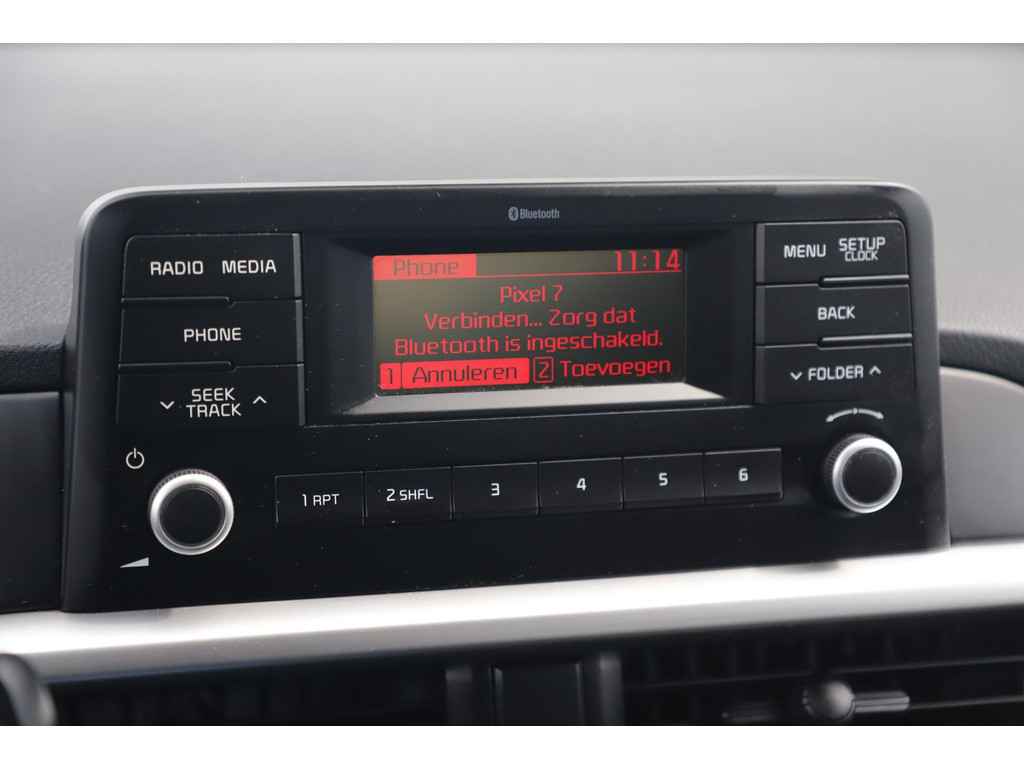 Bluetooth
RADIO MEDIA
PHONE
SEEK
TRACK
Phone 11:14
Pixel 7
Verbinden... Zorg dat
Bluetooth is ingeschakeld.
1 Annuleren 2 Toevoegen
MENU SETUP
CLOCK
BACK
FOLDER
1 RPT 2 SHFL 3 4 5 6